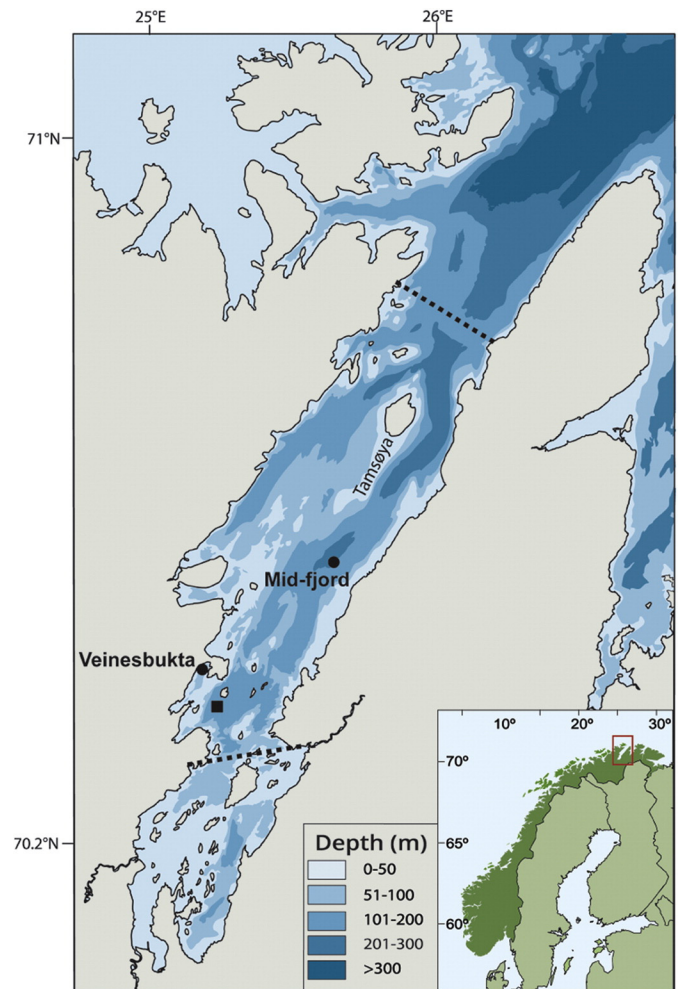 25°E
26°E
71°N
Tamsøya
Mid-fjord
Veinesbukta
70.2°N
Depth (m)
0-50
51-100
101-200
201-300
>300
10°
20°
30°
70°
65°
60°